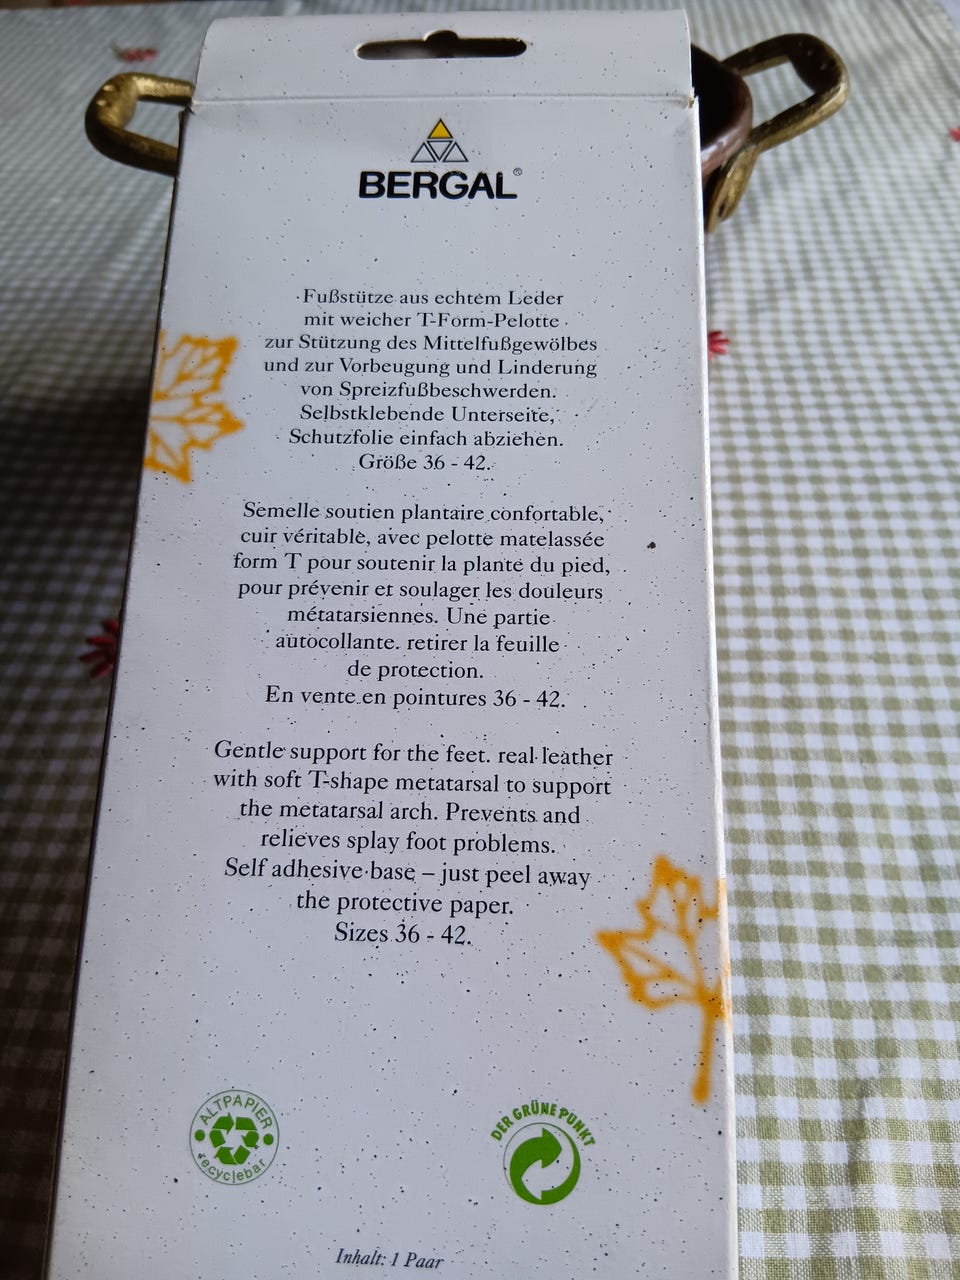 BERGAL®
Fußstütze aus echtem Leder
mit weicher T-Form-Pelotte
zur Stützung des Mittelfußgewölbes
und zur Vorbeugung und Linderung
von Spreizfußbeschwerden.
Selbstklebende Unterseite,
Schutzfolie einfach abziehen.
Größe 36 - 42.
Semelle soutien plantaire confortable,
cuir véritable, avec pelotte matelassée
form T pour soutenir la plante du pied,
pour prévenir et soulager les douleurs
métatarsiennes. Une partie
autocollante. retirer la feuille
de protection.
En vente en pointures 36 - 42.
Gentle support for the feet. real leather
with soft T-shape metatarsal to support
the metatarsal arch. Prevents and
relieves splay foot problems.
Self adhesive base – just peel away
the protective paper.
Sizes 36 - 42.
ALTPAPIER
recyclebar
DER GRÜNE PUNKT
Inhalt: 1 Paar